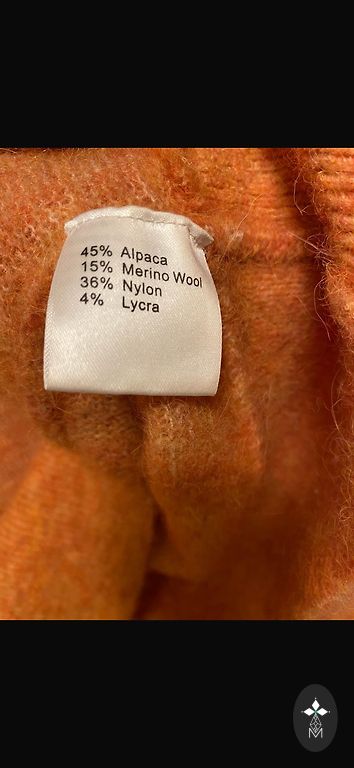 45% Alpaca
15% Merino Wool
36% Nylon
4% Lycra
M